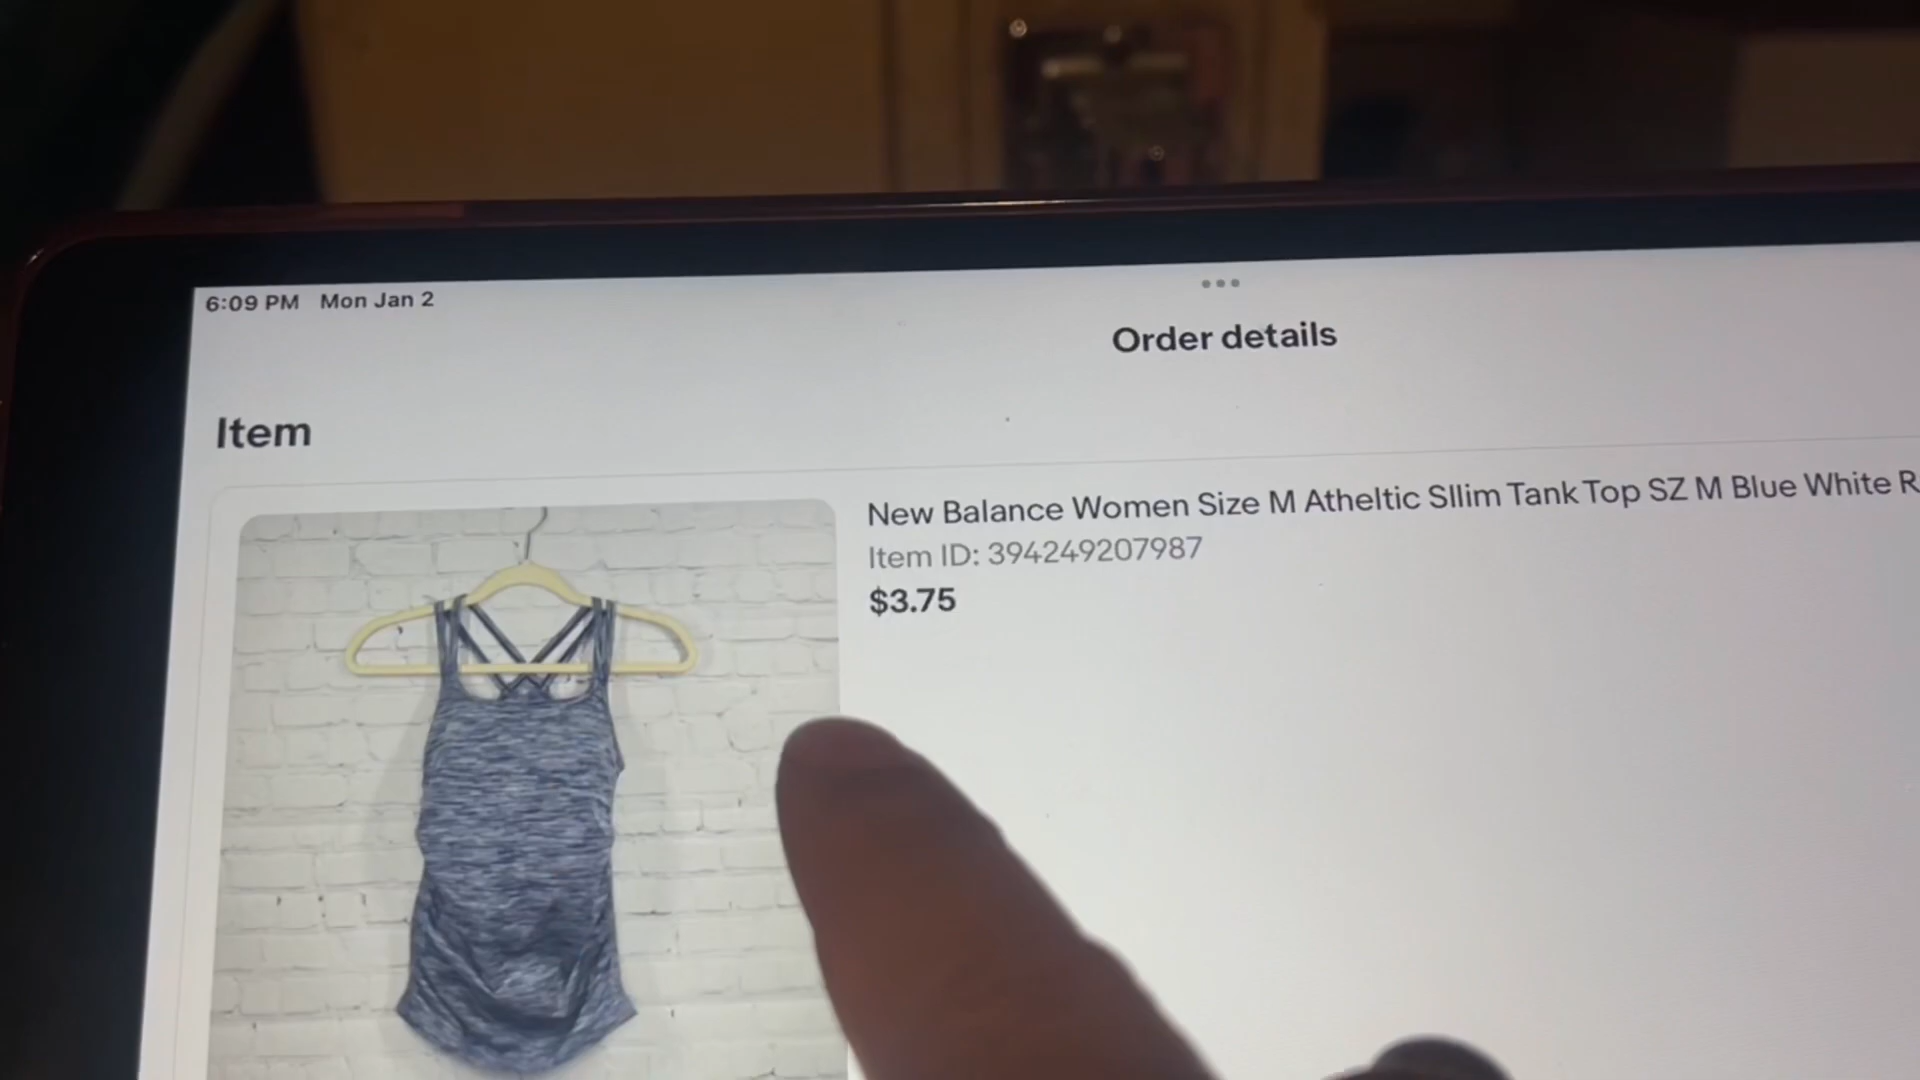 6:09 PM Mon Jan 2
Order details
Item
New Balance Women Size M Atheltic Sllim Tank Top SZ M Blue White R
Item ID: 394249207987
$3.75